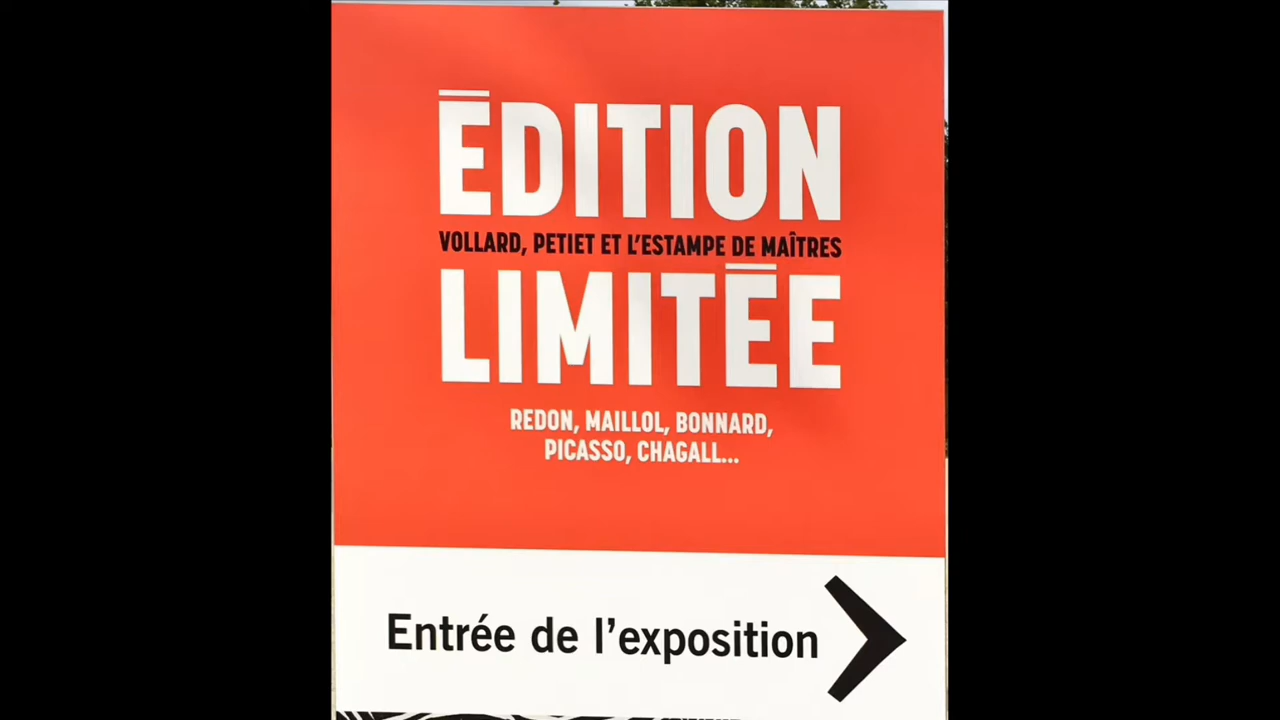 ÉDITION
VOLLARD, PETIET ET L'ESTAMPE DE MAÎTRES
LIMITÉE
REDON, MAILLOL, BONNARD,
PICASSO, CHAGALL...
Entrée de l'exposition